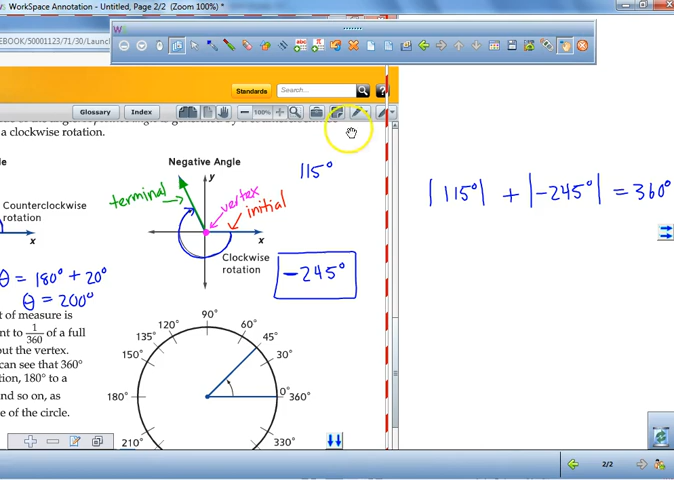 WorkSpace Annotation - Untitled, Page 2/2 (Zoom 100%) *
EBOOK/50001123/71/30/Launch
Standards
Search...
Glossary
Index
100%
a clockwise rotation.
le
Negative Angle
115°
y
terminal
vertex
initial
Counterclockwise
rotation
x
x
Clockwise
rotation
-245°
|115°| + |-245°| = 360°
θ = 180° + 20°
θ = 200°
t of measure is
nt to 1/360 of a full
out the vertex.
can see that 360°
tion, 180° to a
nd so on, as
e of the circle.
90°
120°
60°
135°
45°
150°
30°
180°
0°
360°
210°
330°
2/2